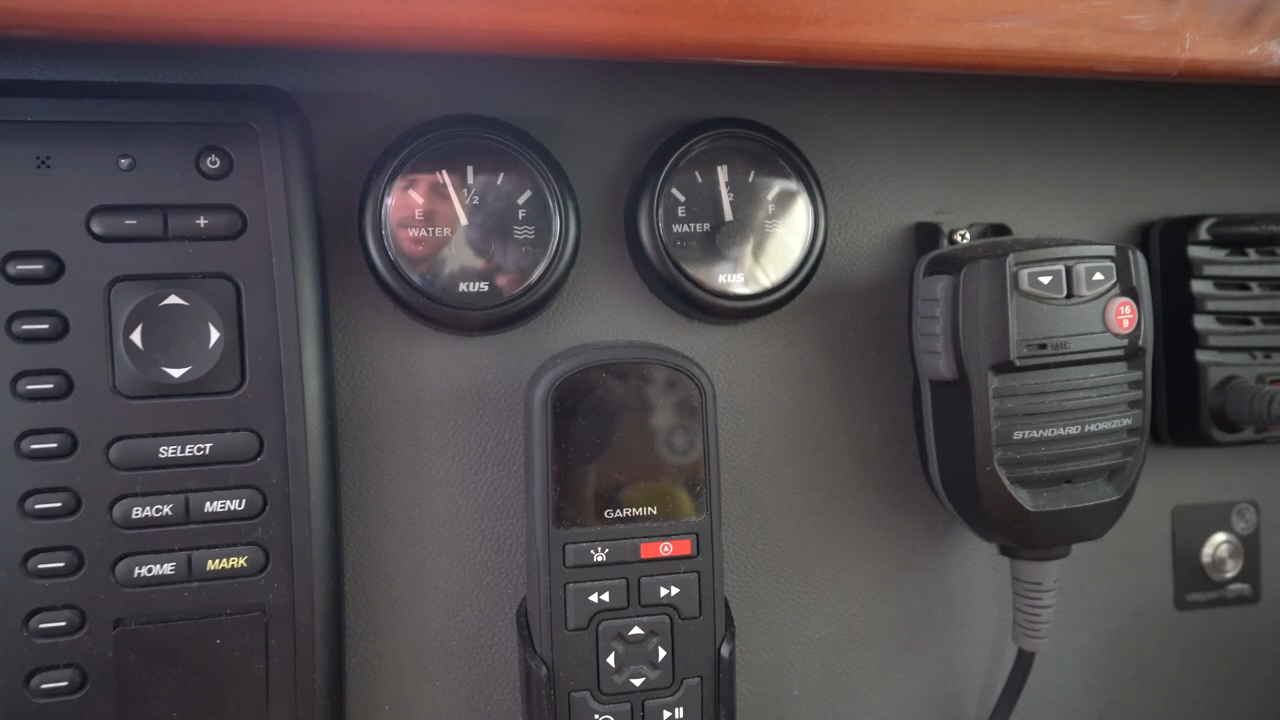 − +
SELECT
BACK MENU
HOME MARK
½
E F
WATER
KUS
½
E F
WATER
KUS
GARMIN
16
9
MIC
STANDARD HORIZON